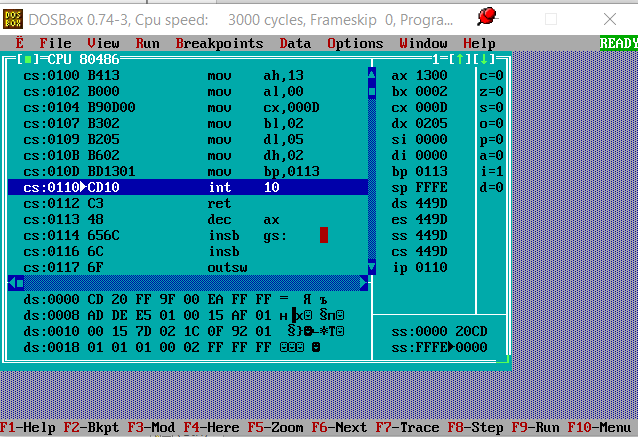 DOSBox 0.74-3, Cpu speed: 3000 cycles, Frameskip 0, Progra...
Ё File View Run Breakpoints Data Options Window Help READY
[■]=CPU 80486 1=[↑][↓]
cs:0100 B413 mov ah,13 ax 1300 c=0
cs:0102 B000 mov al,00 bx 0002 z=0
cs:0104 B90D00 mov cx,000D cx 000D s=0
cs:0107 B302 mov bl,02 dx 0205 o=0
cs:0109 B205 mov dl,05 si 0000 p=0
cs:010B B602 mov dh,02 di 0000 a=0
cs:010D BD1301 mov bp,0113 bp 0113 i=1
cs:0110►CD10 int 10 sp FFFE d=0
cs:0112 C3 ret ds 449D
cs:0113 48 dec ax es 449D
cs:0114 656C insb gs: ss 449D
cs:0116 6C insb cs 449D
cs:0117 6F outsw ip 0110
ds:0000 CD 20 FF 9F 00 EA FF FF = Я ъ
ds:0008 AD DE E5 01 00 15 AF 01 н▐х☺ §п☺
ds:0010 00 15 7D 02 1C 0F 92 01 §}☻∟☼Т☺ ss:0000 20CD
ds:0018 01 01 01 00 02 FF FF FF ☺☺☺ ☻ ss:FFFE►0000
F1-Help F2-Bkpt F3-Mod F4-Here F5-Zoom F6-Next F7-Trace F8-Step F9-Run F10-Menu